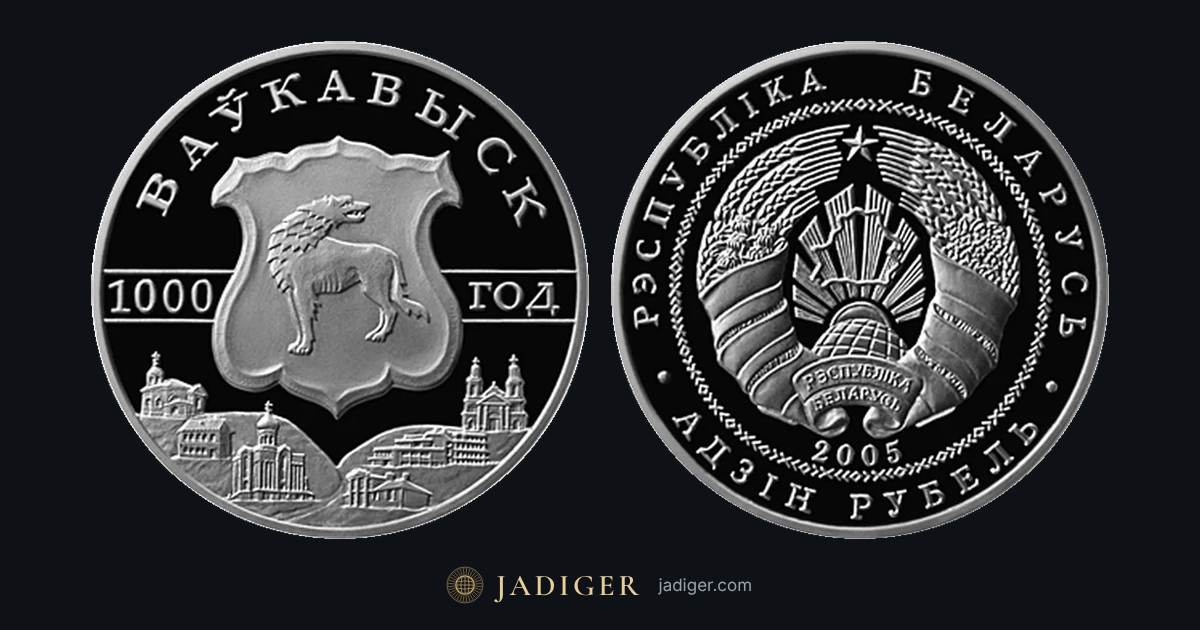 ВАЎКАВЫСК
1000 ГОД
РЭСПУБЛІКА БЕЛАРУСЬ
РЭСПУБЛІКА
БЕЛАРУСЬ
2005
· АДЗІН РУБЕЛЬ ·
JADIGER jadiger.com